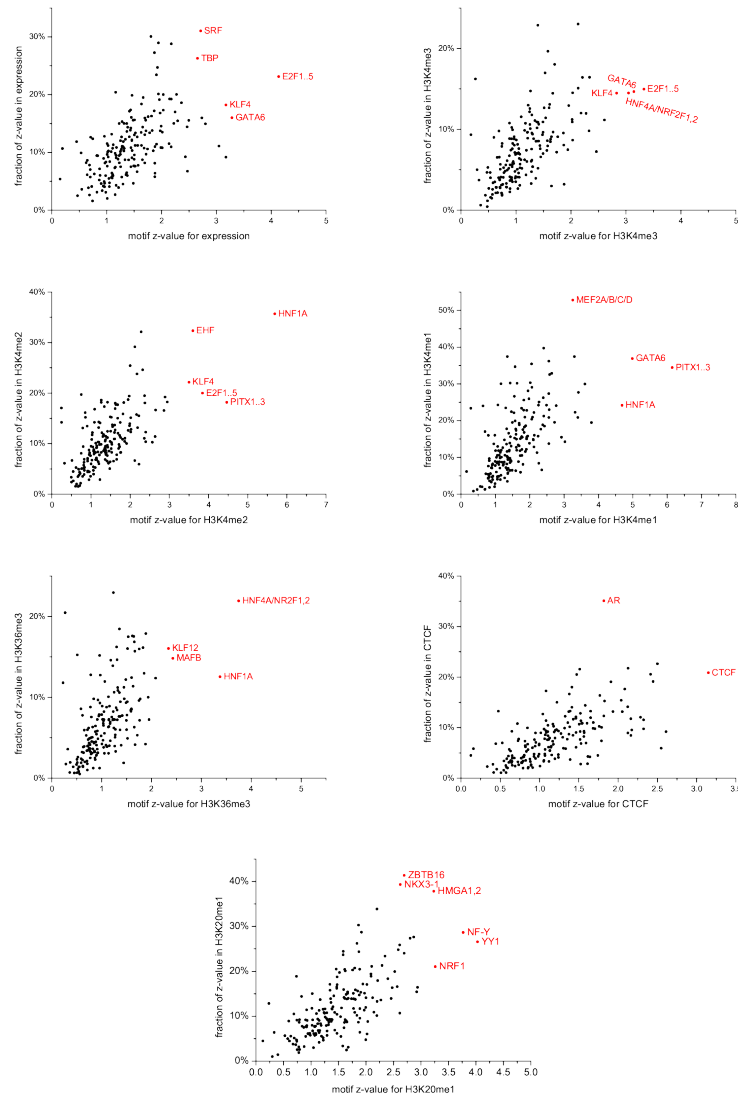 30%
20%
10%
0%
fraction of z-value in expression
SRF
TBP
E2F1..5
KLF4
GATA6
0 1 2 3 4 5
motif z-value for expression
20%
10%
0%
fraction of z-value in H3K4me3
GATA6
KLF4
E2F1..5
HNF4A/NRF2F1,2
0 1 2 3 4 5
motif z-value for H3K4me3
40%
30%
20%
10%
0%
fraction of z-value in H3K4me2
HNF1A
EHF
KLF4
E2F1..5
PITX1..3
0 1 2 3 4 5 6 7
motif z-value for H3K4me2
50%
40%
30%
20%
10%
0%
fraction of z-value in H3K4me1
MEF2A/B/C/D
GATA6
PITX1..3
HNF1A
0 1 2 3 4 5 6 7 8
motif z-value for H3K4me1
20%
10%
0%
fraction of z-value in H3K36me3
HNF4A/NR2F1,2
KLF12
MAFB
HNF1A
0 1 2 3 4 5
motif z-value for H3K36me3
40%
30%
20%
10%
0%
fraction of z-value in CTCF
AR
CTCF
0.0 0.5 1.0 1.5 2.0 2.5 3.0 3.5
motif z-value for CTCF
40%
30%
20%
10%
0%
fraction of z-value in H3K20me1
ZBTB16
NKX3-1
HMGA1,2
NF-Y
YY1
NRF1
0.0 0.5 1.0 1.5 2.0 2.5 3.0 3.5 4.0 4.5 5.0
motif z-value for H3K20me1